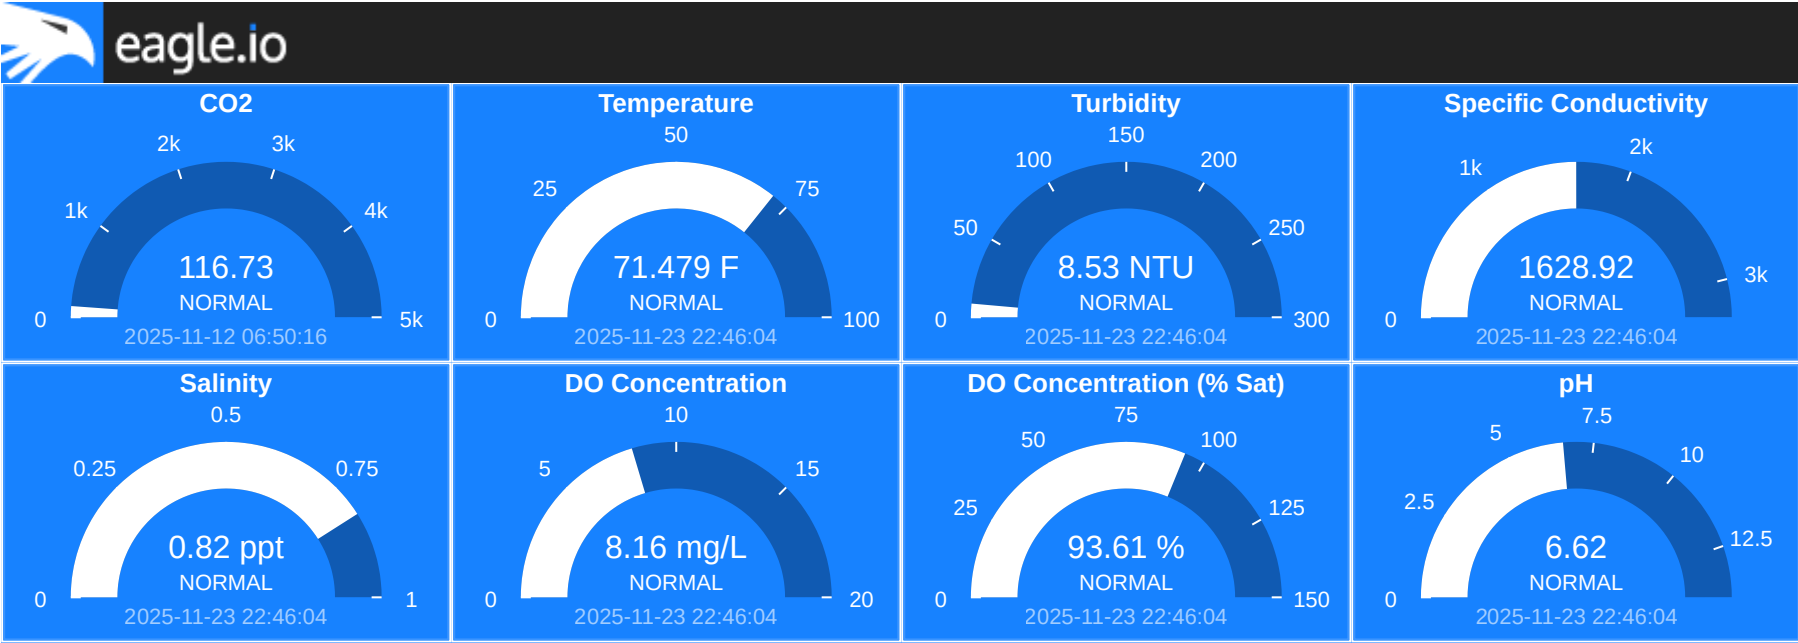 eagle.io
CO2
2k 3k
1k 4k
116.73
NORMAL
0 5k
2025-11-12 06:50:16
Temperature
50
25 75
71.479 F
NORMAL
0 100
2025-11-23 22:46:04
Turbidity
150
100 200
50 250
8.53 NTU
NORMAL
0 300
2025-11-23 22:46:04
Specific Conductivity
2k
1k
1628.92
3k
NORMAL
0
2025-11-23 22:46:04
Salinity
0.5
0.25 0.75
0.82 ppt
NORMAL
0 1
2025-11-23 22:46:04
DO Concentration
10
5 15
8.16 mg/L
NORMAL
0 20
2025-11-23 22:46:04
DO Concentration (% Sat)
75
50 100
25 125
93.61 %
NORMAL
0 150
2025-11-23 22:46:04
pH
7.5
5
10
2.5
12.5
6.62
NORMAL
0
2025-11-23 22:46:04